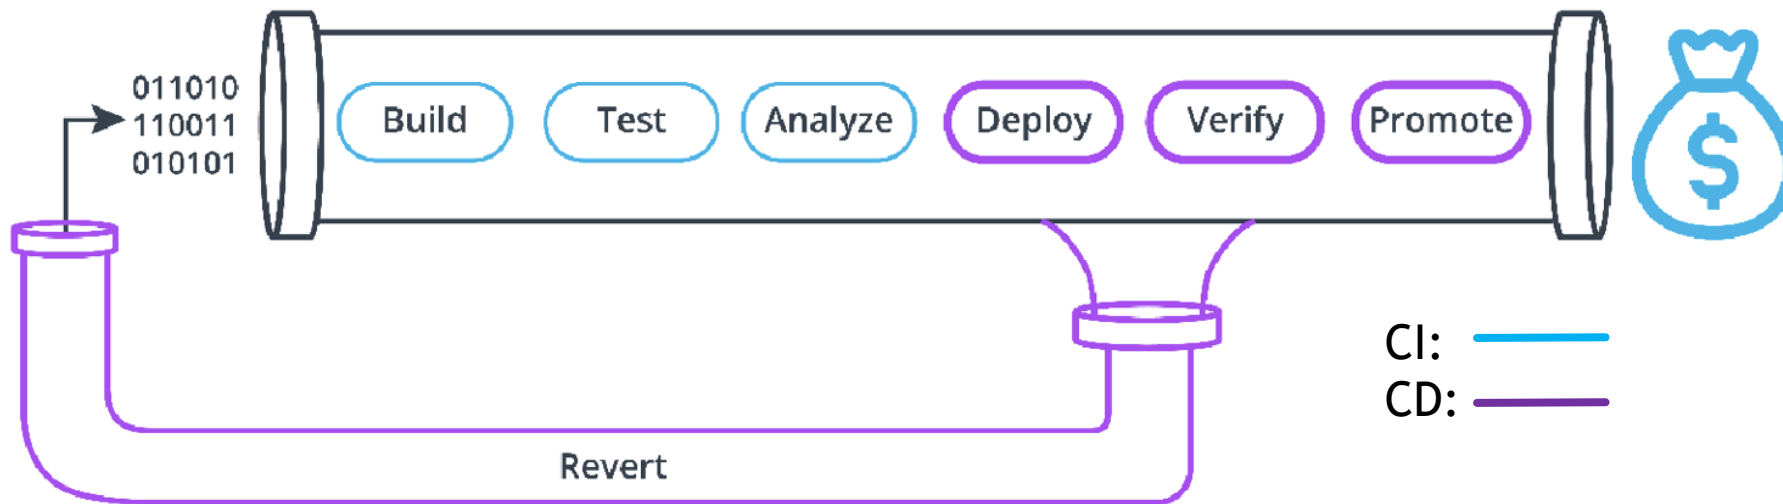 011010
110011
010101
Build
Test
Analyze
Deploy
Verify
Promote
$
Revert
CI:
CD: